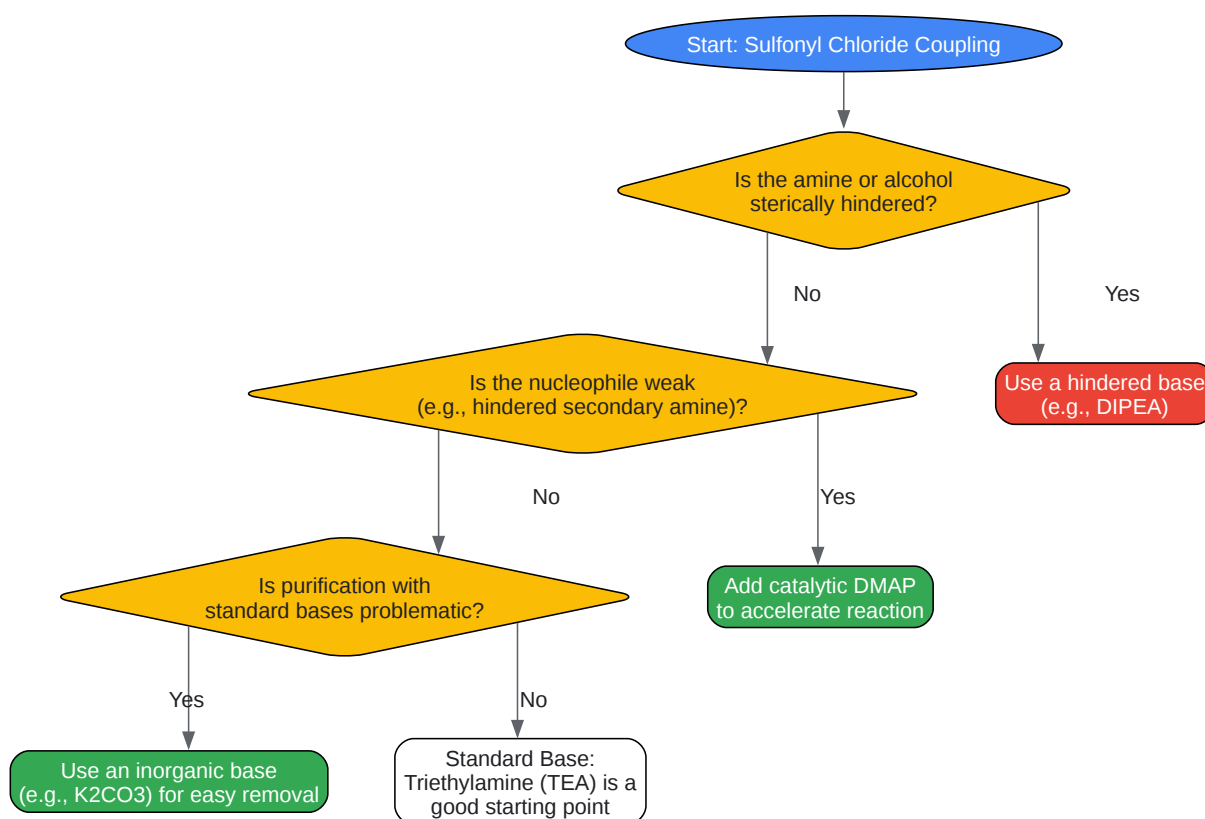 Start: Sulfonyl Chloride Coupling
Is the amine or alcohol
sterically hindered?
No
Yes
Is the nucleophile weak
(e.g., hindered secondary amine)?
Use a hindered base
(e.g., DIPEA)
No
Yes
Is purification with
standard bases problematic?
Add catalytic DMAP
to accelerate reaction
Yes
No
Use an inorganic base
(e.g., K2CO3) for easy removal
Standard Base:
Triethylamine (TEA) is a
good starting point